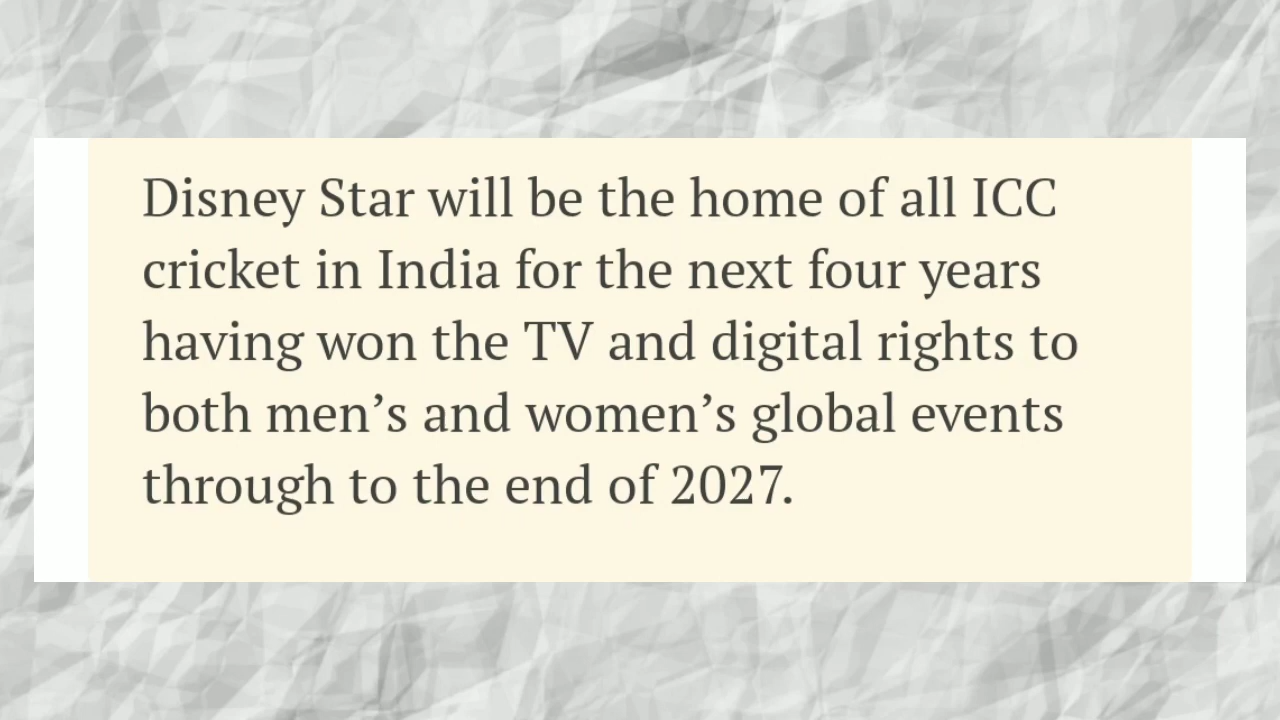 Disney Star will be the home of all ICC
cricket in India for the next four years
having won the TV and digital rights to
both men’s and women’s global events
through to the end of 2027.